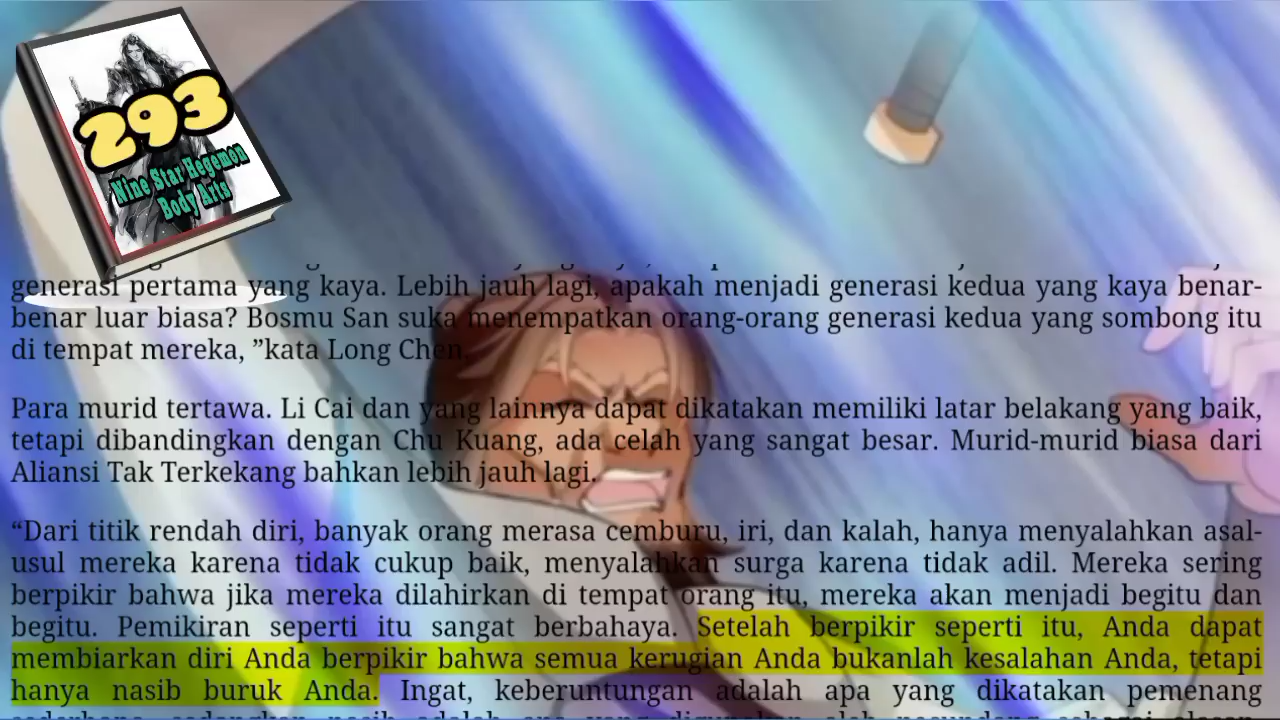 293
Nine Star Hegemon
Body Arts
generasi pertama yang kaya. Lebih jauh lagi, apakah menjadi generasi kedua yang kaya benar-
benar luar biasa? Bosmu San suka menempatkan orang-orang generasi kedua yang sombong itu
di tempat mereka, ”kata Long Chen.
Para murid tertawa. Li Cai dan yang lainnya dapat dikatakan memiliki latar belakang yang baik,
tetapi dibandingkan dengan Chu Kuang, ada celah yang sangat besar. Murid-murid biasa dari
Aliansi Tak Terkekang bahkan lebih jauh lagi.
“Dari titik rendah diri, banyak orang merasa cemburu, iri, dan kalah, hanya menyalahkan asal-
usul mereka karena tidak cukup baik, menyalahkan surga karena tidak adil. Mereka sering
berpikir bahwa jika mereka dilahirkan di tempat orang itu, mereka akan menjadi begitu dan
begitu. Pemikiran seperti itu sangat berbahaya. Setelah berpikir seperti itu, Anda dapat
membiarkan diri Anda berpikir bahwa semua kerugian Anda bukanlah kesalahan Anda, tetapi
hanya nasib buruk Anda. Ingat, keberuntungan adalah apa yang dikatakan pemenang